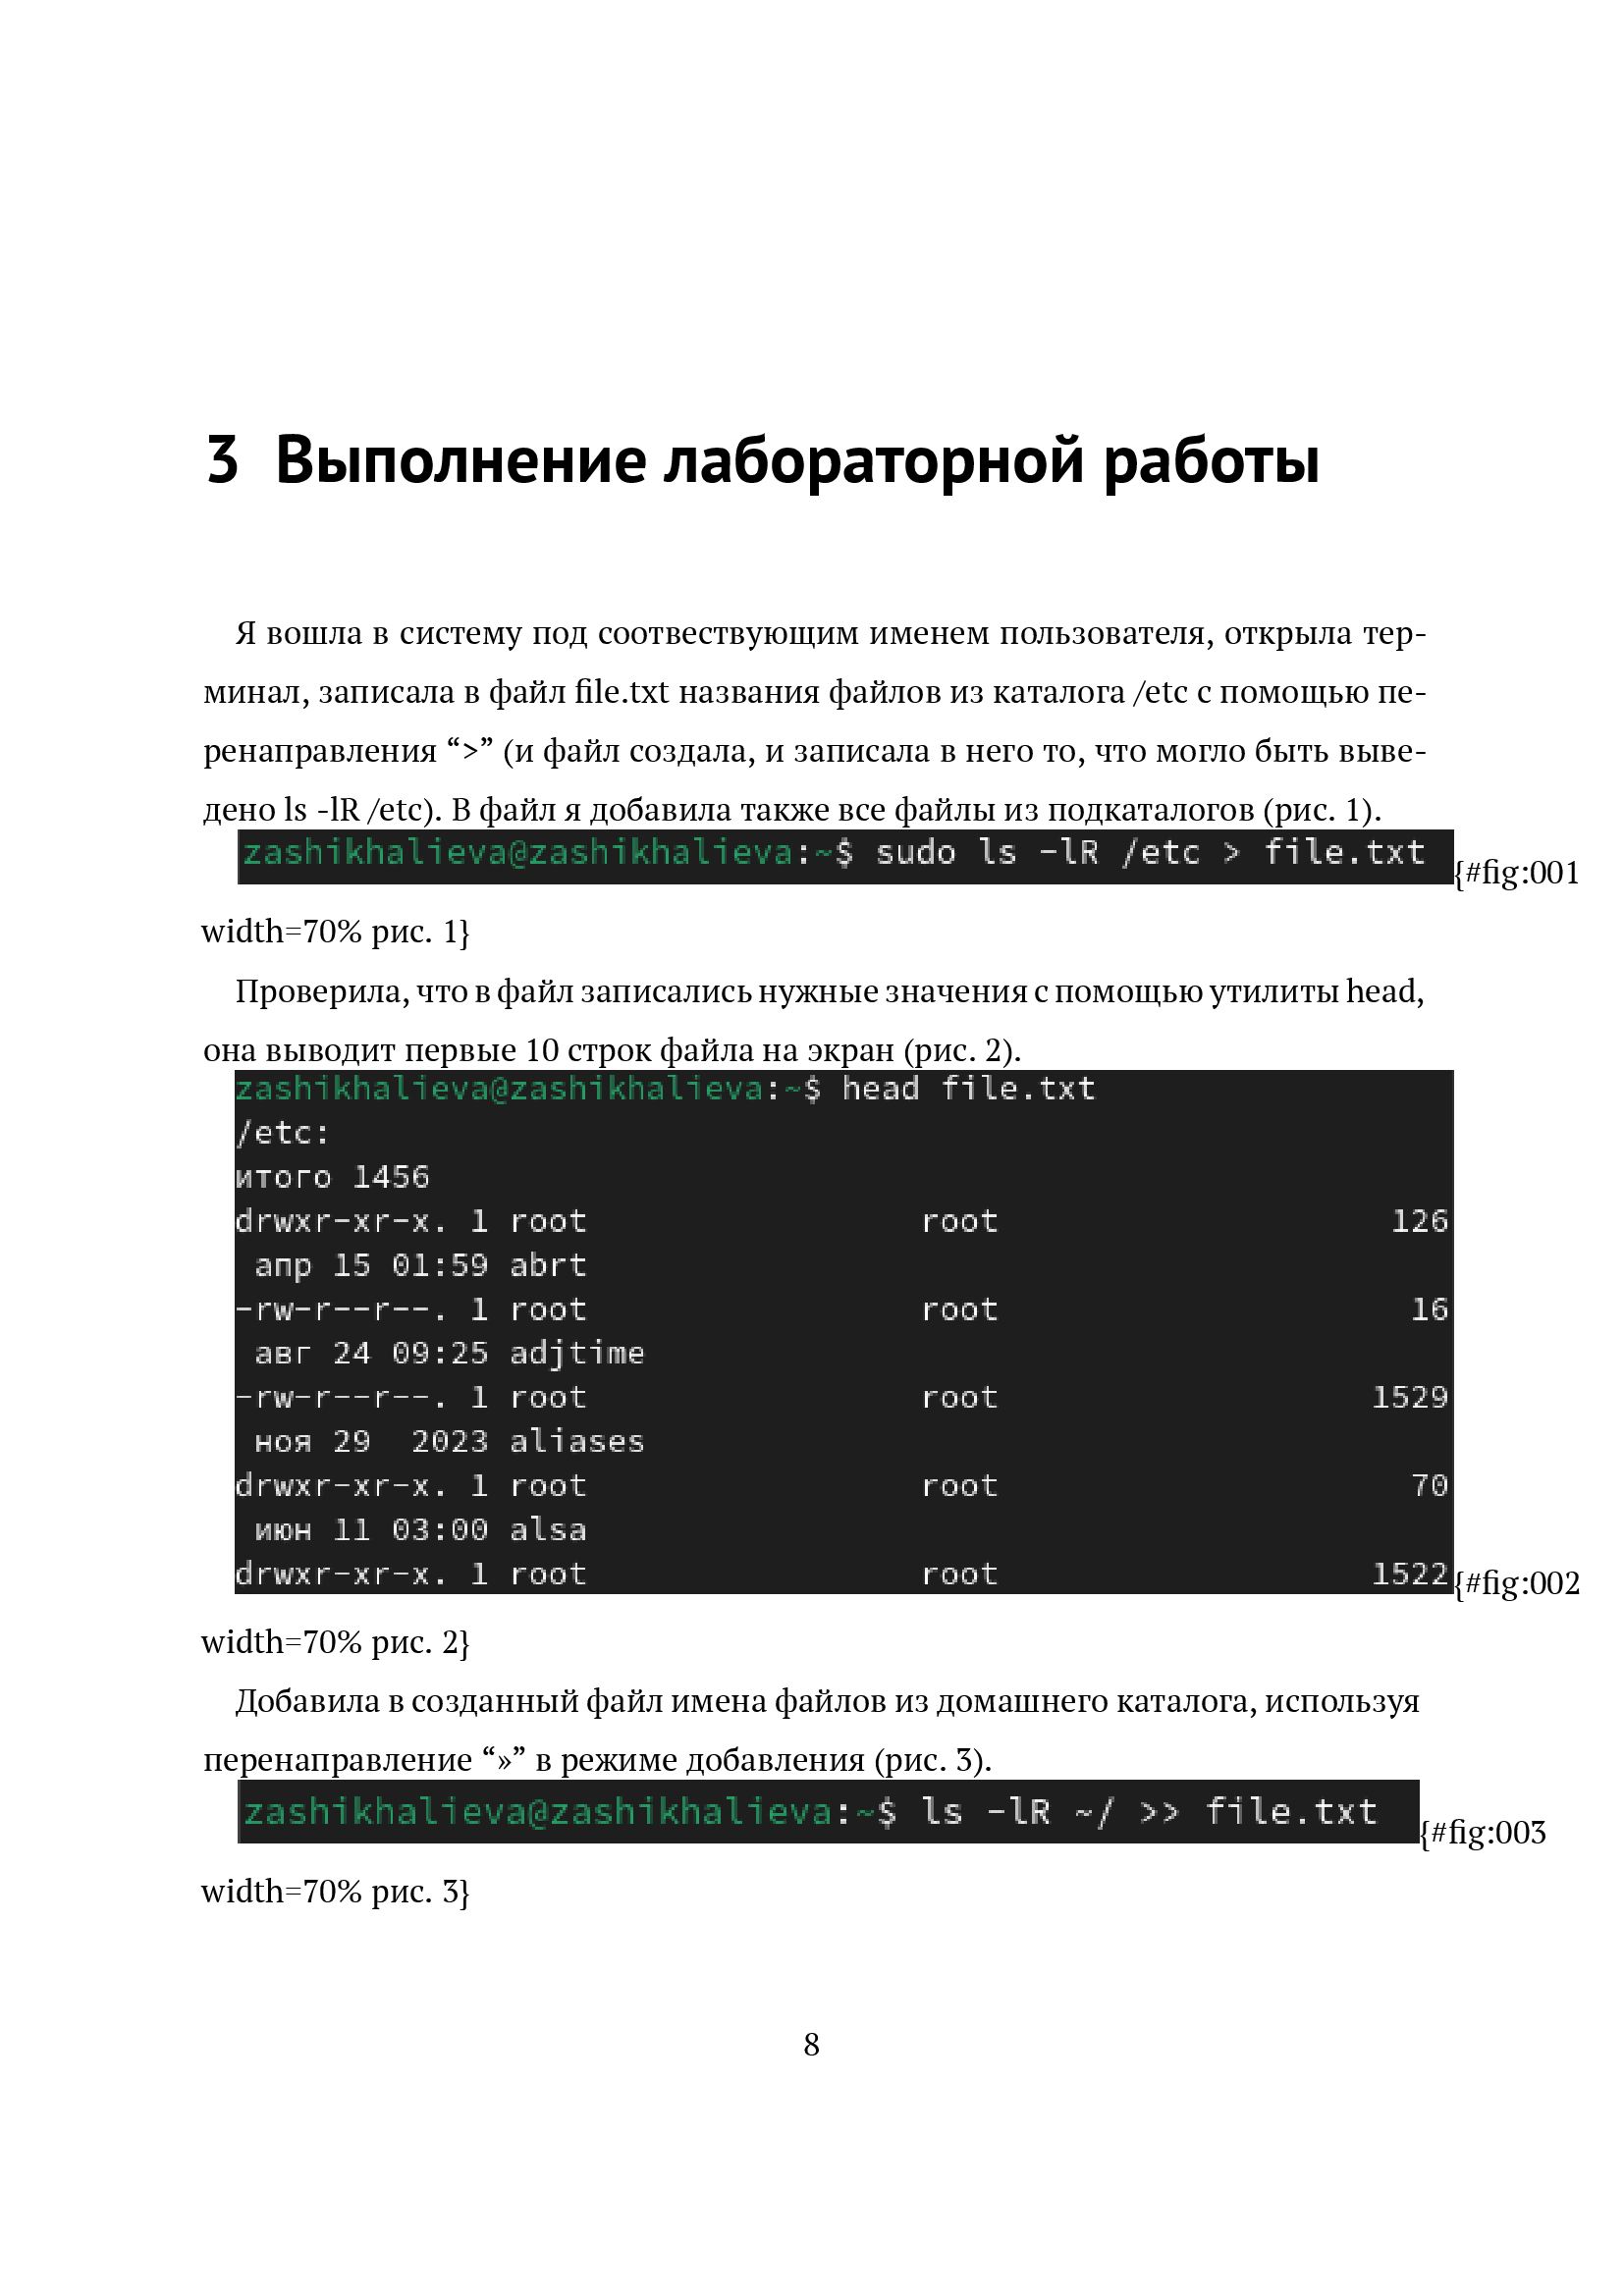 3 Выполнение лабораторной работы
Я вошла в систему под соотвествующим именем пользователя, открыла тер-
минал, записала в файл file.txt названия файлов из каталога /etc с помощью пе-
ренаправления “>” (и файл создала, и записала в него то, что могло быть выве-
дено ls -lR /etc). В файл я добавила также все файлы из подкаталогов (рис. 1).
zashikhalieva@zashikhalieva:~$ sudo ls -lR /etc > file.txt {#fig:001
width=70% рис. 1}
Проверила, что в файл записались нужные значения с помощью утилиты head,
она выводит первые 10 строк файла на экран (рис. 2).
zashikhalieva@zashikhalieva:~$ head file.txt
/etc:
итого 1456
drwxr-xr-x. 1 root root 126
апр 15 01:59 abrt
-rw-r--r--. 1 root root 16
авг 24 09:25 adjtime
-rw-r--r--. 1 root root 1529
ноя 29 2023 aliases
drwxr-xr-x. 1 root root 70
июн 11 03:00 alsa
drwxr-xr-x. 1 root root 1522 {#fig:002
width=70% рис. 2}
Добавила в созданный файл имена файлов из домашнего каталога, используя
перенаправление “»” в режиме добавления (рис. 3).
zashikhalieva@zashikhalieva:~$ ls -lR ~/ >> file.txt {#fig:003
width=70% рис. 3}
8